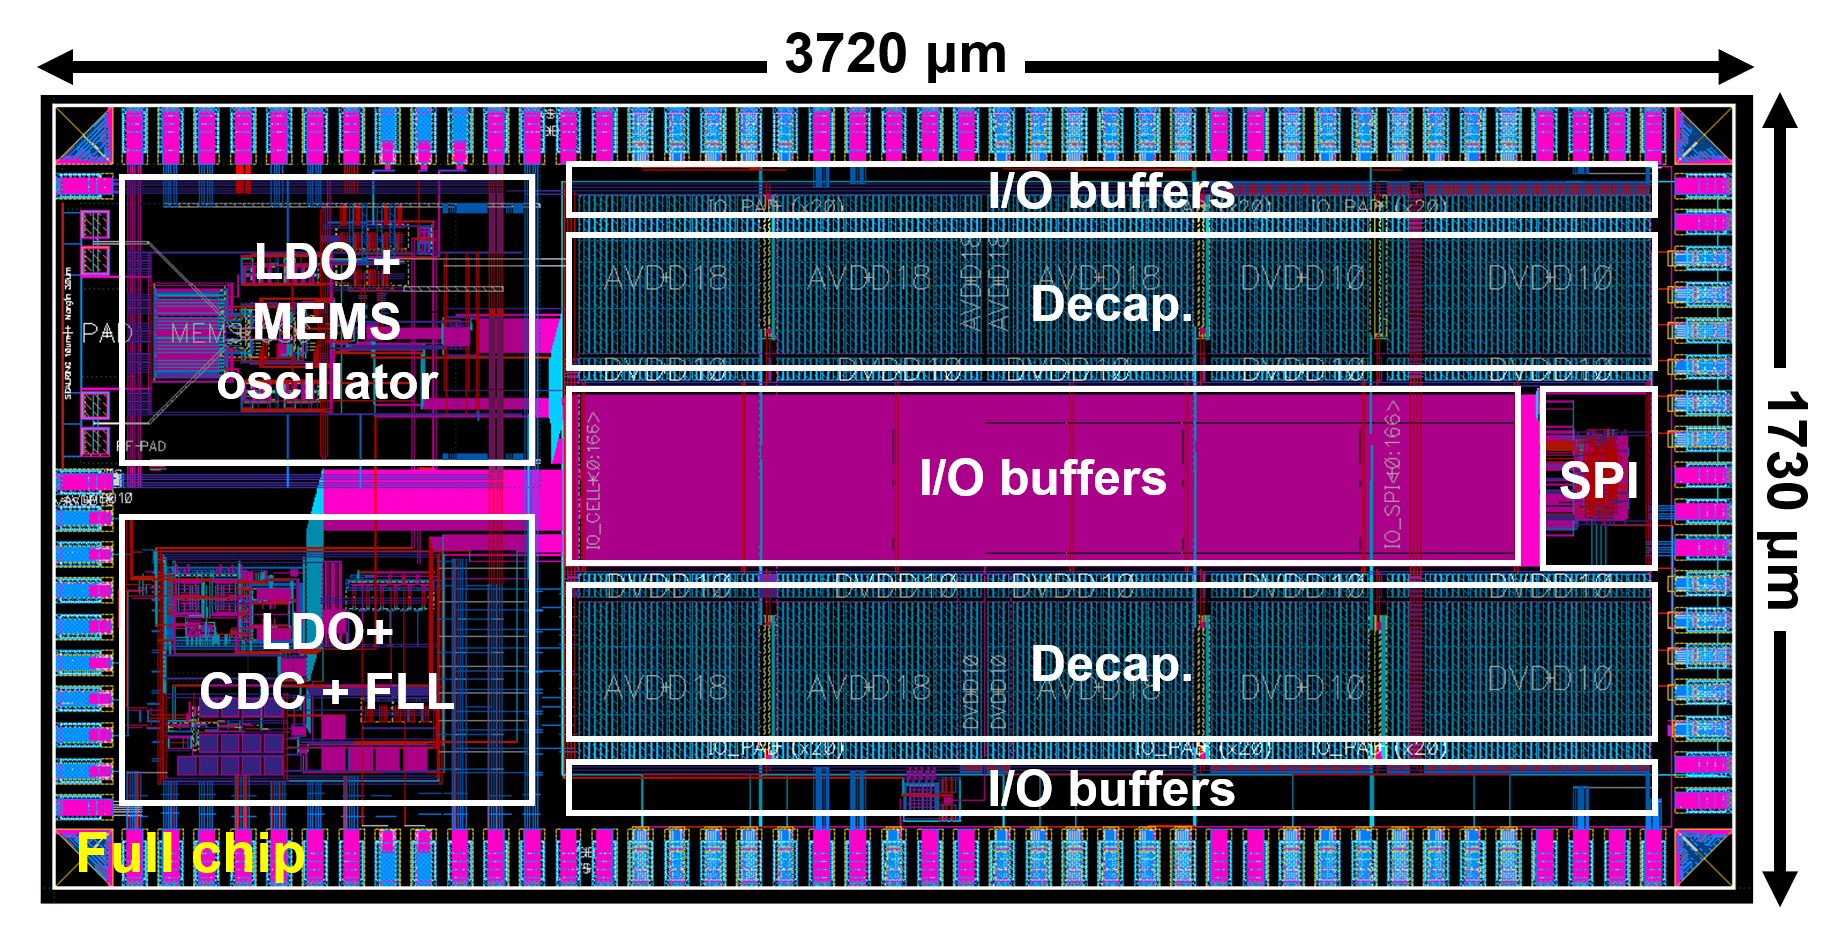 3720 µm
I/O buffers
IO_PAD (x20)
IO_PAD (x20)
LDO +
MEMS
oscillator
AVDD18
AVDD18
AVDD18
AVDD18
AVDD18
DVDD10
DVDD10
Decap.
PAD
DVDD10
DVDD10
DVDD10
DVDD10
DVDD10
RF-PAD
IO_CELL<0:166>
I/O buffers
IO_SPI<0:166>
SPI
1730 µm
DVDD10
DVDD10
DVDD10
DVDD10
DVDD10
LDO+
CDC + FLL
AVDD18
AVDD18
DVDD10
DVDD10
AVDD18
DVDD10
DVDD10
Decap.
IO_PAD (x20)
IO_PAD (x20)
IO_PAD (x20)
I/O buffers
Full chip